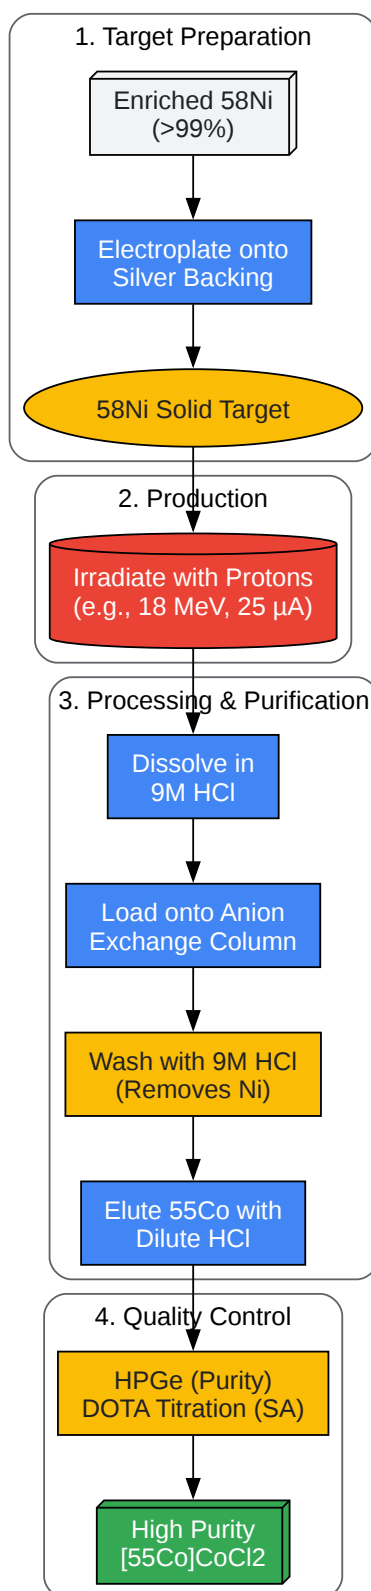 1. Target Preparation
Enriched 58Ni
(>99%)
Electroplate onto
Silver Backing
58Ni Solid Target
2. Production
Irradiate with Protons
(e.g., 18 MeV, 25 µA)
3. Processing & Purification
Dissolve in
9M HCl
Load onto Anion
Exchange Column
Wash with 9M HCl
(Removes Ni)
Elute 55Co with
Dilute HCl
4. Quality Control
HPGe (Purity)
DOTA Titration (SA)
High Purity
[55Co]CoCl2